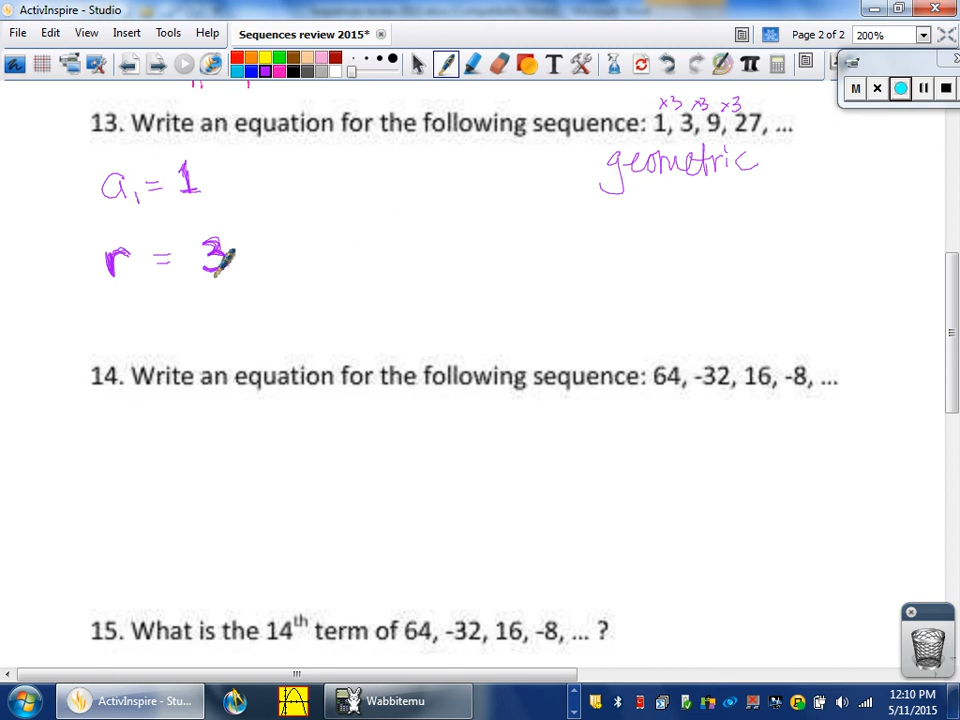 ActivInspire - Studio
File Edit View Insert Tools Help
Sequences review 2015*
Page 2 of 2
200%
M
×3 ×3 ×3
13. Write an equation for the following sequence: 1, 3, 9, 27, ...
geometric
a₁ = 1
r = 3
14. Write an equation for the following sequence: 64, -32, 16, -8, ...
15. What is the 14th term of 64, -32, 16, -8, ... ?
ActivInspire - Stu...
Wabbitemu
12:10 PM
5/11/2015